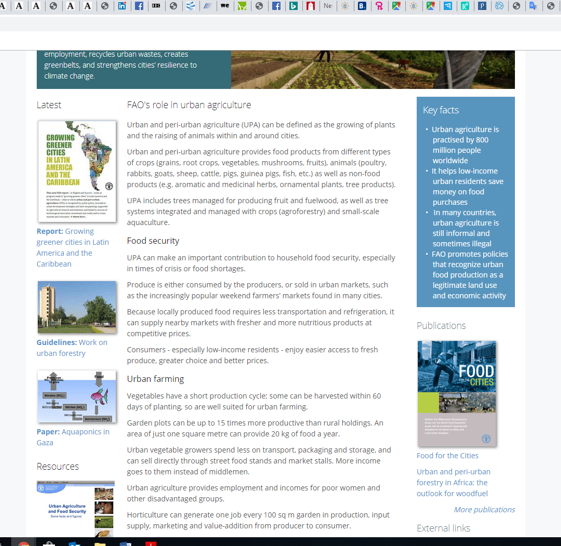 employment, recycles urban wastes, creates
greenbelts, and strengthens cities' resilience to
climate change.
Latest
GROWING
GREENER
CITIES
IN LATIN
AMERICA
AND THE
CARIBBEAN
Report: Growing
greener cities in Latin
America and the
Caribbean
Guidelines: Work on
urban forestry
Paper: Aquaponics in
Gaza
Resources
Urban Agriculture
and Food Security
FAO's role in urban agriculture
Urban and peri-urban agriculture (UPA) can be defined as the growing of plants
and the raising of animals within and around cities.
Urban and peri-urban agriculture provides food products from different types
of crops (grains, root crops, vegetables, mushrooms, fruits), animals (poultry,
rabbits, goats, sheep, cattle, pigs, guinea pigs, fish, etc.) as well as non-food
products (e.g. aromatic and medicinal herbs, ornamental plants, tree products).
UPA includes trees managed for producing fruit and fuelwood, as well as tree
systems integrated and managed with crops (agroforestry) and small-scale
aquaculture.
Food security
UPA can make an important contribution to household food security, especially
in times of crisis or food shortages.
Produce is either consumed by the producers, or sold in urban markets, such
as the increasingly popular weekend farmers' markets found in many cities.
Because locally produced food requires less transportation and refrigeration, it
can supply nearby markets with fresher and more nutritious products at
competitive prices.
Consumers - especially low-income residents - enjoy easier access to fresh
produce, greater choice and better prices.
Urban farming
Vegetables have a short production cycle; some can be harvested within 60
days of planting, so are well suited for urban farming.
Garden plots can be up to 15 times more productive than rural holdings. An
area of just one square metre can provide 20 kg of food a year.
Urban vegetable growers spend less on transport, packaging and storage, and
can sell directly through street food stands and market stalls. More income
goes to them instead of middlemen.
Urban agriculture provides employment and incomes for poor women and
other disadvantaged groups.
Horticulture can generate one job every 100 sq m garden in production, input
supply, marketing and value-addition from producer to consumer.
Key facts
• Urban agriculture is
practised by 800
million people
worldwide
• It helps low-income
urban residents save
money on food
purchases
• In many countries,
urban agriculture is
still informal and
sometimes illegal
• FAO promotes policies
that recognize urban
food production as a
legitimate land use
and economic activity
Publications
FOOD
CITIES
Food for the Cities
Urban and peri-urban
forestry in Africa: the
outlook for woodfuel
More publications
External links